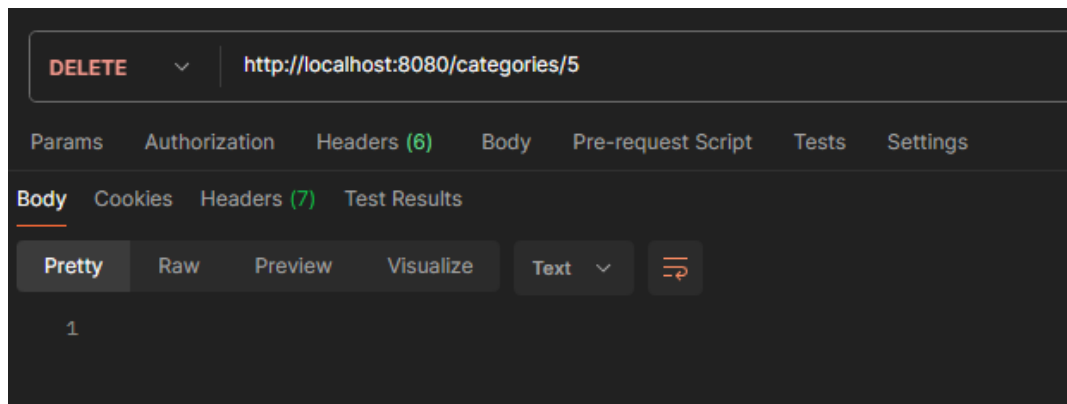 DELETE http://localhost:8080/categories/5
Params Authorization Headers (6) Body Pre-request Script Tests Settings
Body Cookies Headers (7) Test Results
Pretty Raw Preview Visualize Text
1